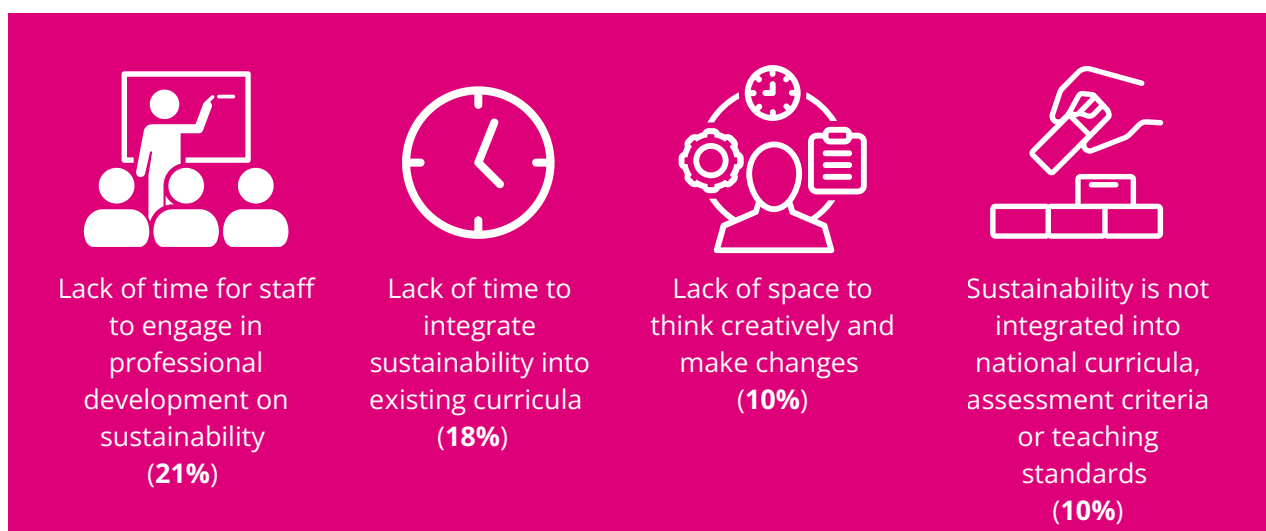 Lack of time for staff
to engage in
professional
development on
sustainability
(21%)
Lack of time to
integrate
sustainability into
existing curricula
(18%)
Lack of space to
think creatively and
make changes
(10%)
Sustainability is not
integrated into
national curricula,
assessment criteria
or teaching
standards
(10%)